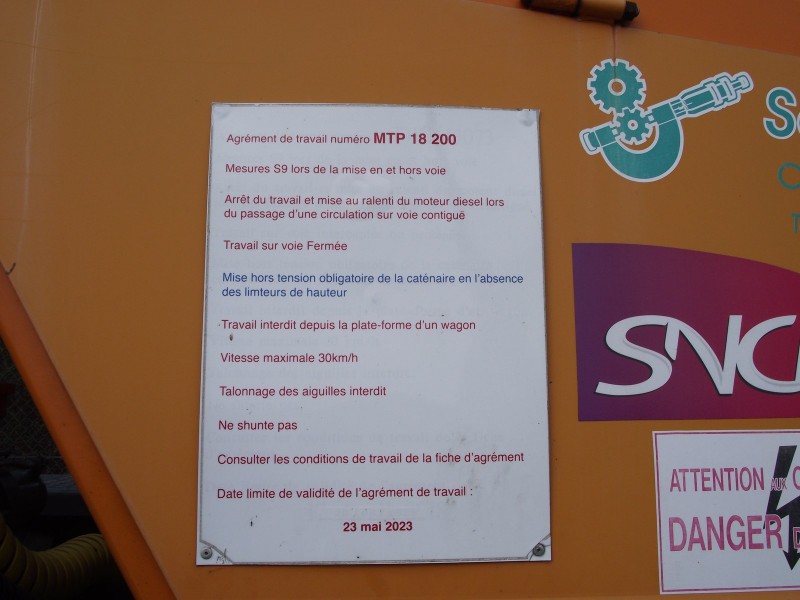 Agrément de travail numéro MTP 18 200
Mesures S9 lors de la mise en et hors voie
Arrêt du travail et mise au ralenti du moteur diesel lors
du passage d'une circulation sur voie contiguë
Travail sur voie Fermée
Mise hors tension obligatoire de la caténaire en l'absence
des limteurs de hauteur
Travail interdit depuis la plate-forme d'un wagon
Vitesse maximale 30km/h
Talonnage des aiguilles interdit
Ne shunte pas
Consulter les conditions de travail de la fiche d'agrément
Date limite de validité de l'agrément de travail :
23 mai 2023
SNC
ATTENTION AUX
DANGER